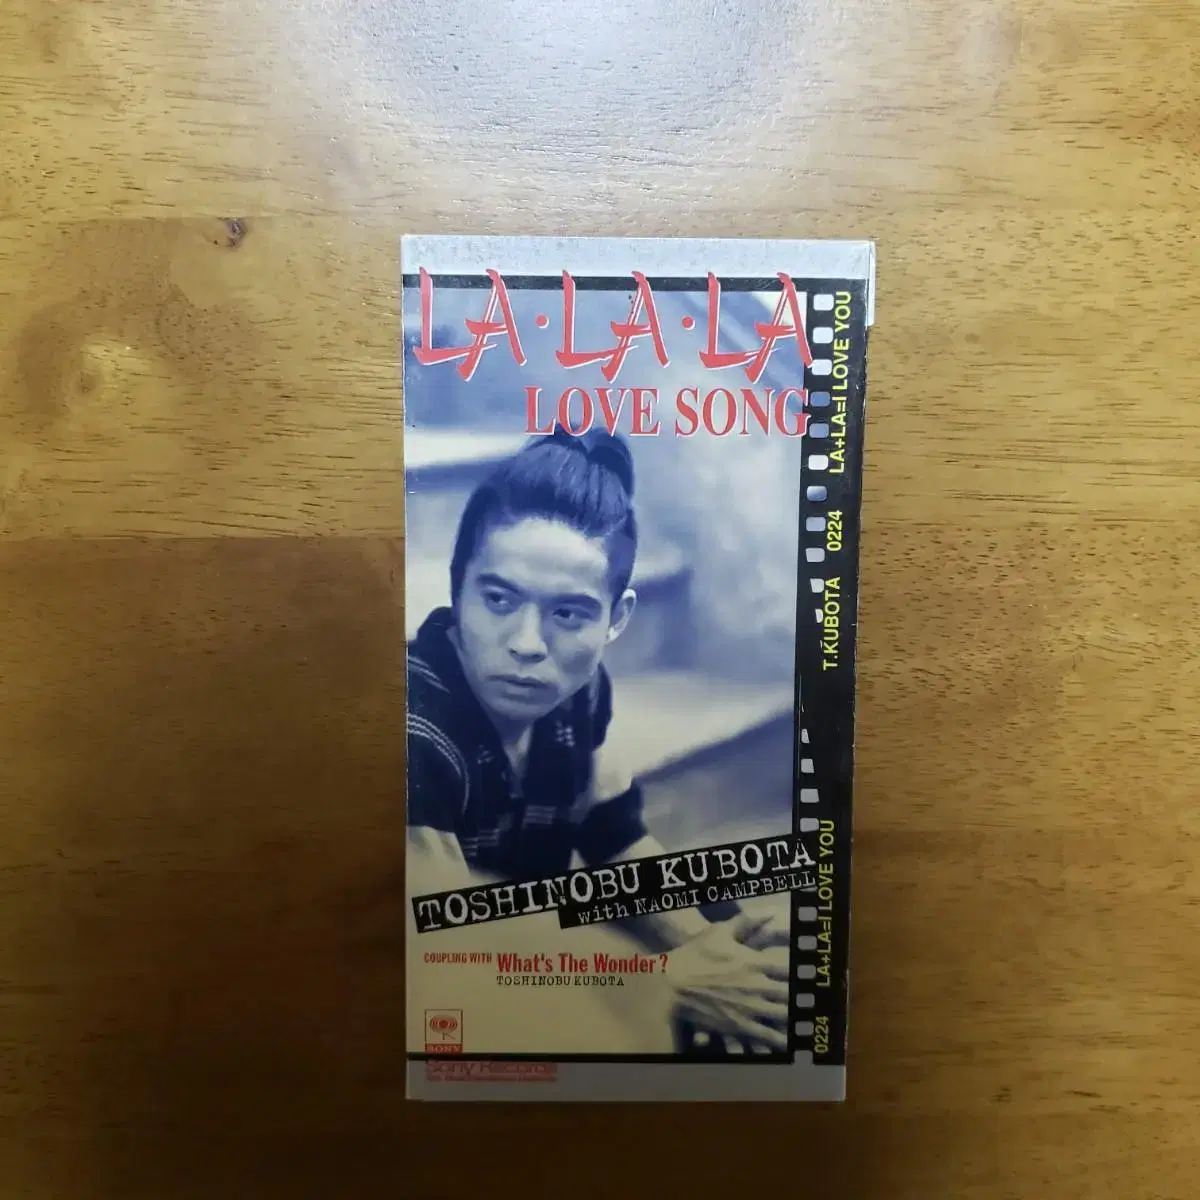 LA·LA·LA
LOVE SONG
LA+LA=I LOVE YOU
0224
T.KUBOTA
LA+LA=I LOVE YOU
0224
TOSHINOBU KUBOTA
with NAOMI CAMPBELL
COUPLING WITH What's The Wonder?
TOSHINOBU KUBOTA
SONY
Sony Records